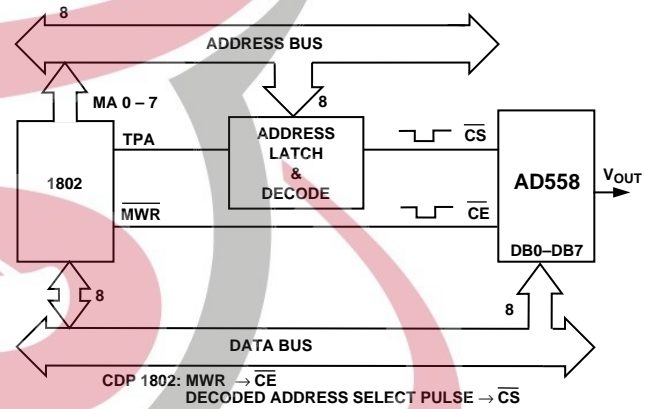 8
ADDRESS BUS
MA 0 – 7
8
TPA
ADDRESS
LATCH
&
DECODE
CS
1802
AD558
VOUT
MWR
CE
DB0–DB7
8
8
DATA BUS
CDP 1802: MWR → CE
DECODED ADDRESS SELECT PULSE → CS